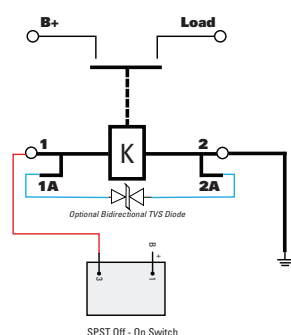 B+ Load
K
1 2
1A 2A
Optional Bidirectional TVS Diode
B +
3 1
SPST Off - On Switch